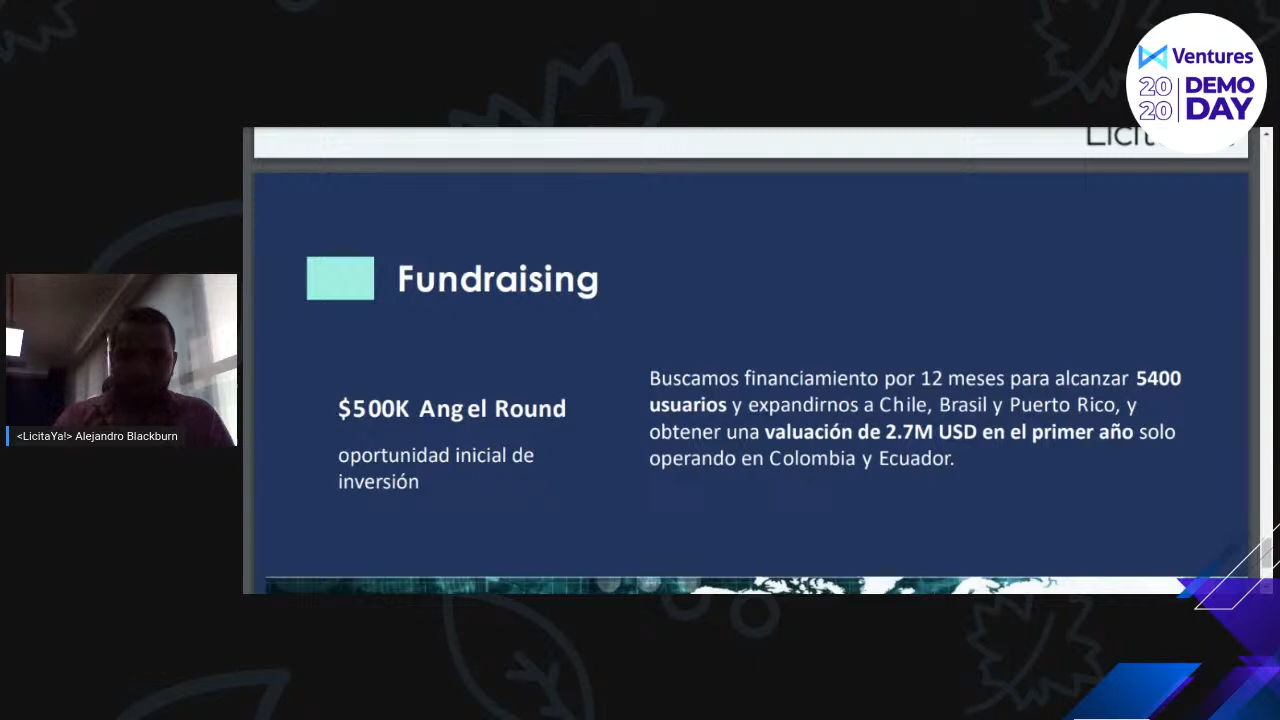 Ventures
20
20
DEMO
DAY
Fundraising
$500K Angel Round
oportunidad inicial de
inversión
Buscamos financiamiento por 12 meses para alcanzar 5400
usuarios y expandirnos a Chile, Brasil y Puerto Rico, y
obtener una valuación de 2.7M USD en el primer año solo
operando en Colombia y Ecuador.
<LicitaYa!> Alejandro Blackburn